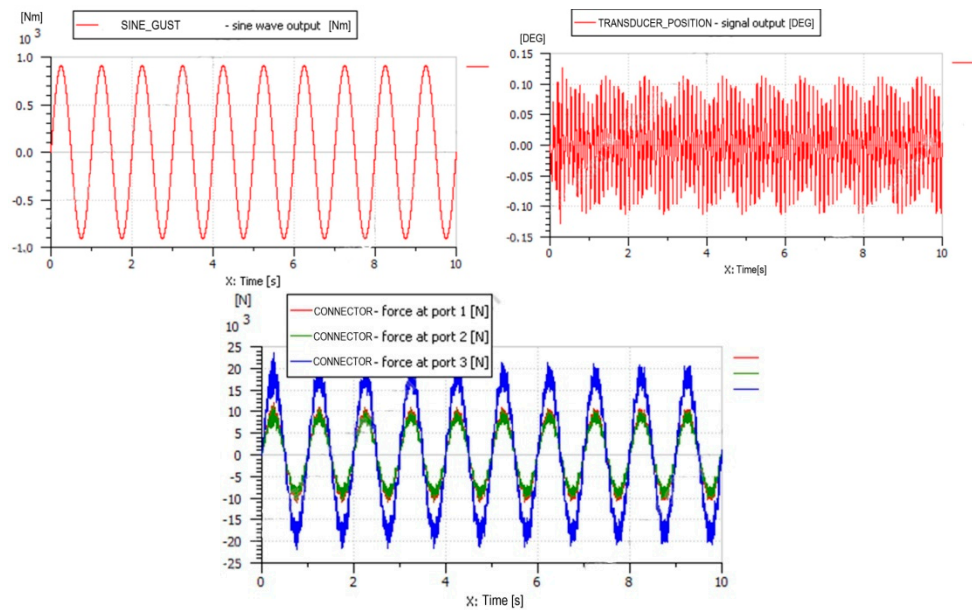 [Nm]
SINE_GUST - sine wave output [Nm]
10 3
1.0
0.5
0.0
-0.5
-1.0
0 2 4 6 8 10
X: Time [s]
TRANSDUCER_POSITION - signal output [DEG]
[DEG]
0.15
0.10
0.05
0.00
-0.05
-0.10
-0.15
0 2 4 6 8 10
X: Time[s]
[N]
10 3
CONNECTOR - force at port 1 [N]
CONNECTOR - force at port 2 [N]
CONNECTOR - force at port 3 [N]
25
20
15
10
5
0
-5
-10
-15
-20
-25
0 2 4 6 8 10
X: Time [s]